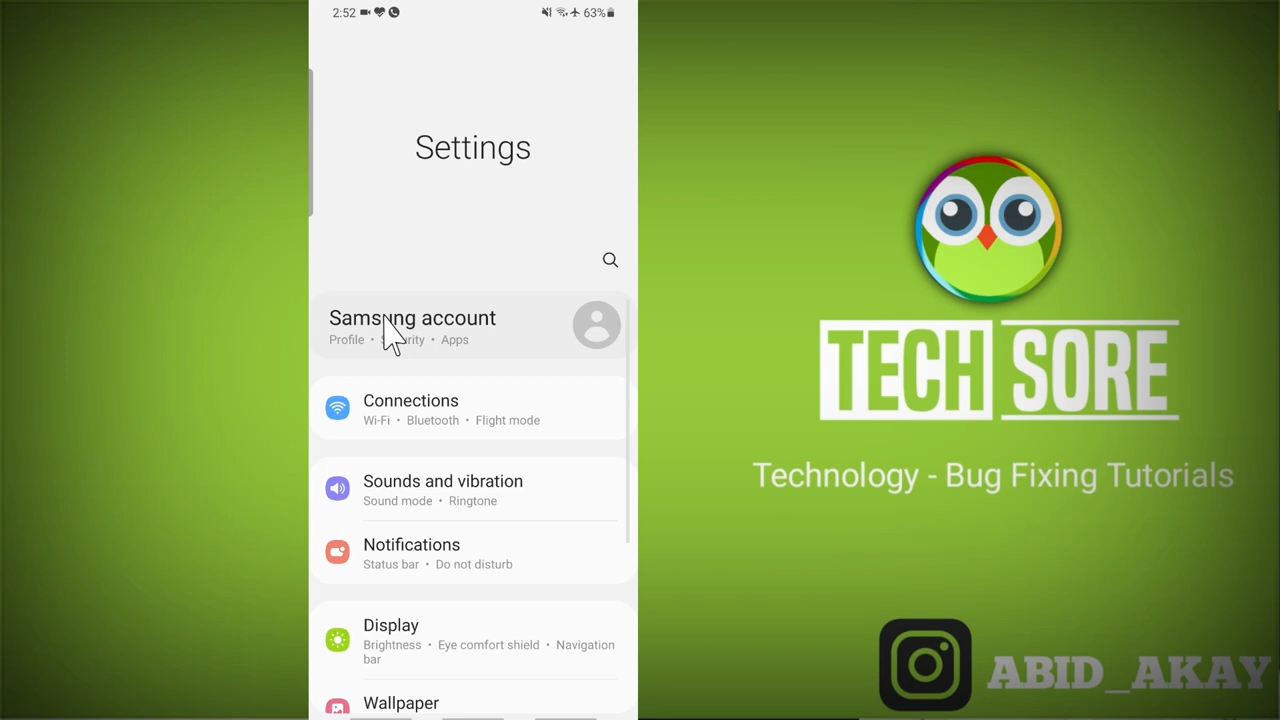 2:52
63%
Settings
Samsung account
Profile • Security • Apps
Connections
Wi-Fi • Bluetooth • Flight mode
Sounds and vibration
Sound mode • Ringtone
Notifications
Status bar • Do not disturb
Display
Brightness • Eye comfort shield • Navigation
bar
Wallpaper
TECH SORE
Technology - Bug Fixing Tutorials
ABID_AKAY